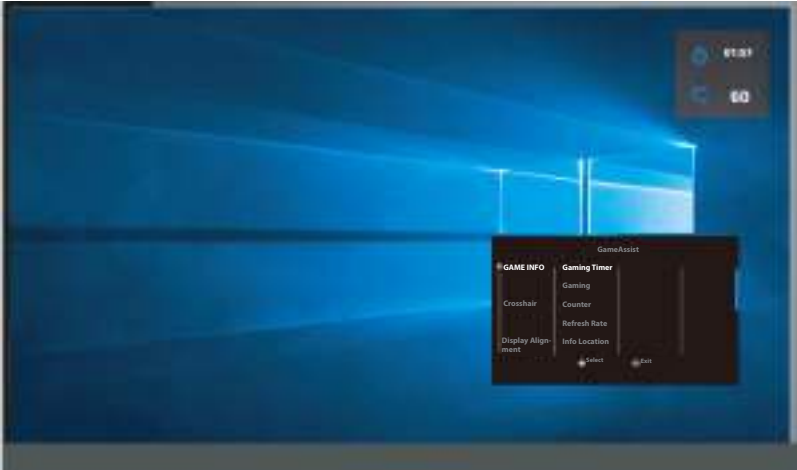 01:57
60
GameAssist
GAME INFO
Gaming Timer
Gaming
Crosshair
Counter
Refresh Rate
Display Align-
ment
Info Location
Select
Exit